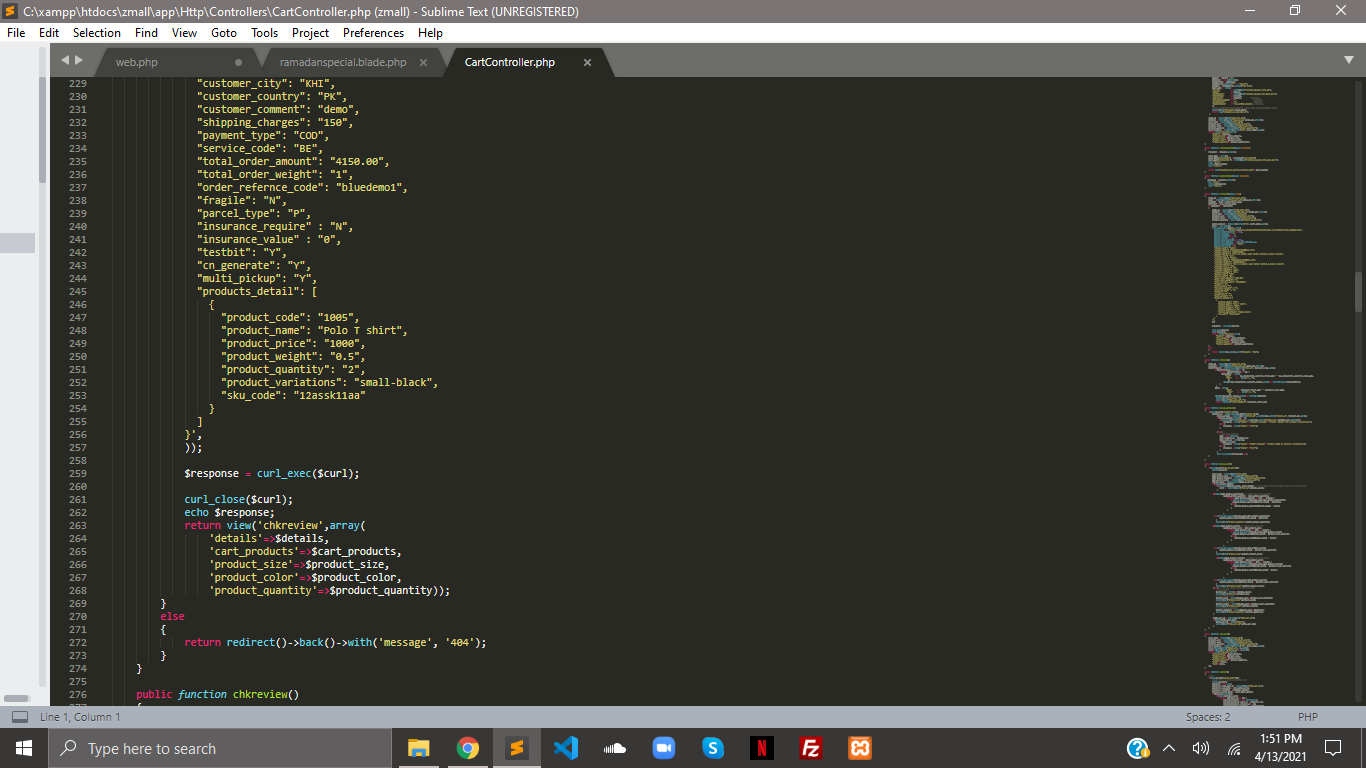 C:\xampp\htdocs\zmall\app\Http\Controllers\CartController.php (zmall) - Sublime Text (UNREGISTERED)
File Edit Selection Find View Goto Tools Project Preferences Help
web.php ramadanspecial.blade.php CartController.php
229 "customer_city": "KHI",
230 "customer_country": "PK",
231 "customer_comment": "demo",
232 "shipping_charges": "150",
233 "payment_type": "COD",
234 "service_code": "BE",
235 "total_order_amount": "4150.00",
236 "total_order_weight": "1",
237 "order_refernce_code": "bluedemo1",
238 "fragile": "N",
239 "parcel_type": "P",
240 "insurance_require" : "N",
241 "insurance_value" : "0",
242 "testbit": "Y",
243 "cn_generate": "Y",
244 "multi_pickup": "Y",
245 "products_detail": [
246 {
247 "product_code": "1005",
248 "product_name": "Polo T shirt",
249 "product_price": "1000",
250 "product_weight": "0.5",
251 "product_quantity": "2",
252 "product_variations": "small-black",
253 "sku_code": "12assk11aa"
254 }
255 ]
256 }',
257 ));
258
259 $response = curl_exec($curl);
260
261 curl_close($curl);
262 echo $response;
263 return view('chkreview',array(
264 'details'=>$details,
265 'cart_products'=>$cart_products,
266 'product_size'=>$product_size,
267 'product_color'=>$product_color,
268 'product_quantity'=>$product_quantity));
269 }
270 else
271 {
272 return redirect()->back()->with('message', '404');
273 }
274 }
275
276 public function chkreview()
Line 1, Column 1 Spaces: 2 PHP
Type here to search
1:51 PM
4/13/2021